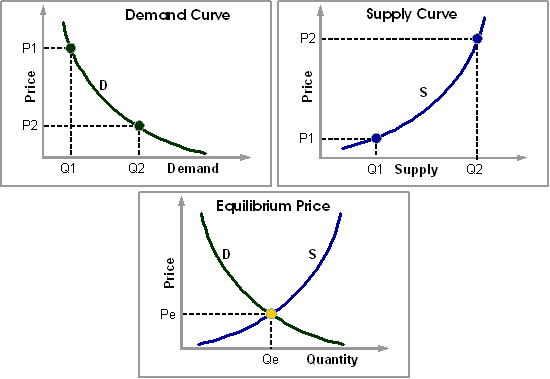 Demand Curve
P1
D
Price
P2
Q1
Q2
Demand
Supply Curve
P2
S
Price
P1
Q1
Supply
Q2
Equilibrium Price
D
S
Price
Pe
Qe
Quantity